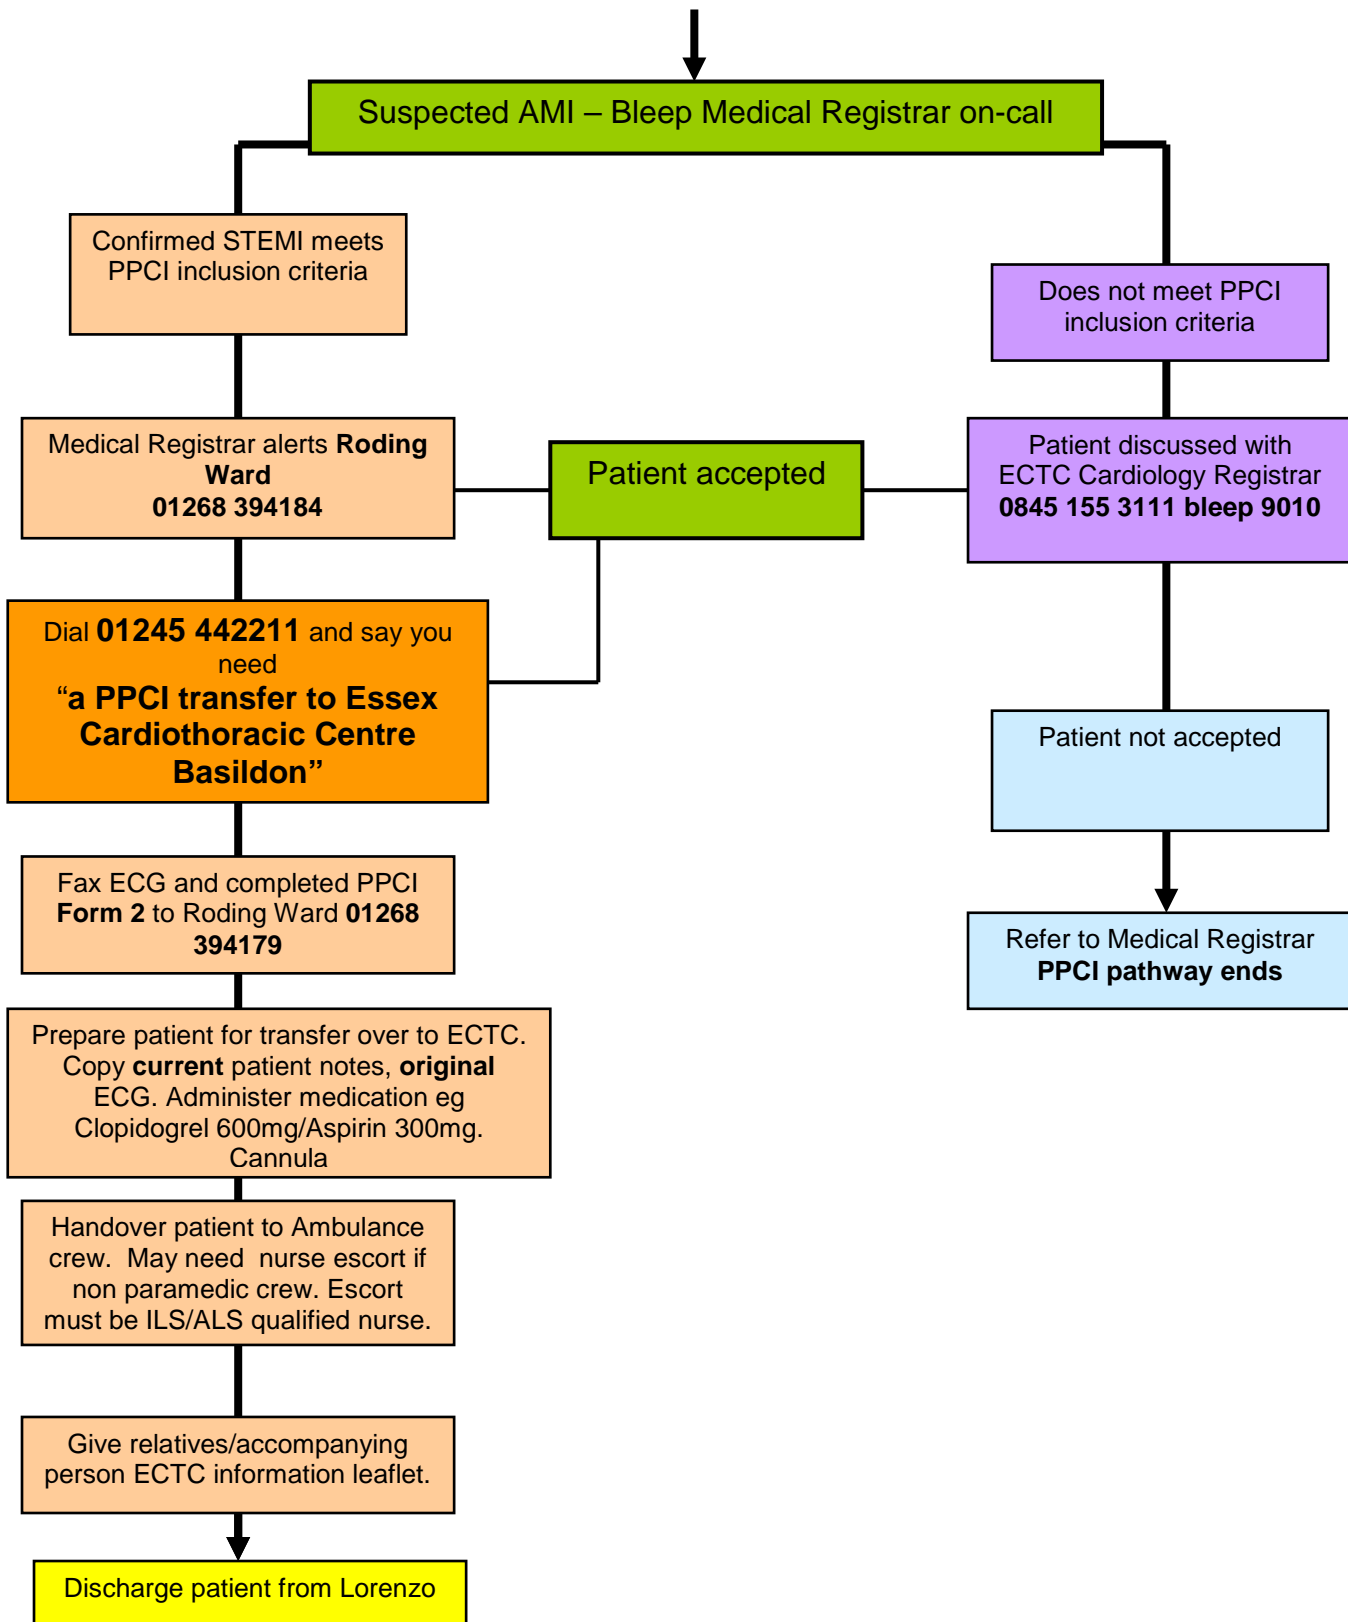 Suspected AMI – Bleep Medical Registrar on-call
Confirmed STEMI meets
PPCI inclusion criteria
Does not meet PPCI
inclusion criteria
Medical Registrar alerts Roding
Ward
01268 394184
Patient accepted
Patient discussed with
ECTC Cardiology Registrar
0845 155 3111 bleep 9010
Dial 01245 442211 and say you
need
“a PPCI transfer to Essex
Cardiothoracic Centre
Basildon”
Patient not accepted
Fax ECG and completed PPCI
Form 2 to Roding Ward 01268
394179
Refer to Medical Registrar
PPCI pathway ends
Prepare patient for transfer over to ECTC.
Copy current patient notes, original
ECG. Administer medication eg
Clopidogrel 600mg/Aspirin 300mg.
Cannula
Handover patient to Ambulance
crew.  May need  nurse escort if
non paramedic crew. Escort
must be ILS/ALS qualified nurse.
Give relatives/accompanying
person ECTC information leaflet.
Discharge patient from Lorenzo